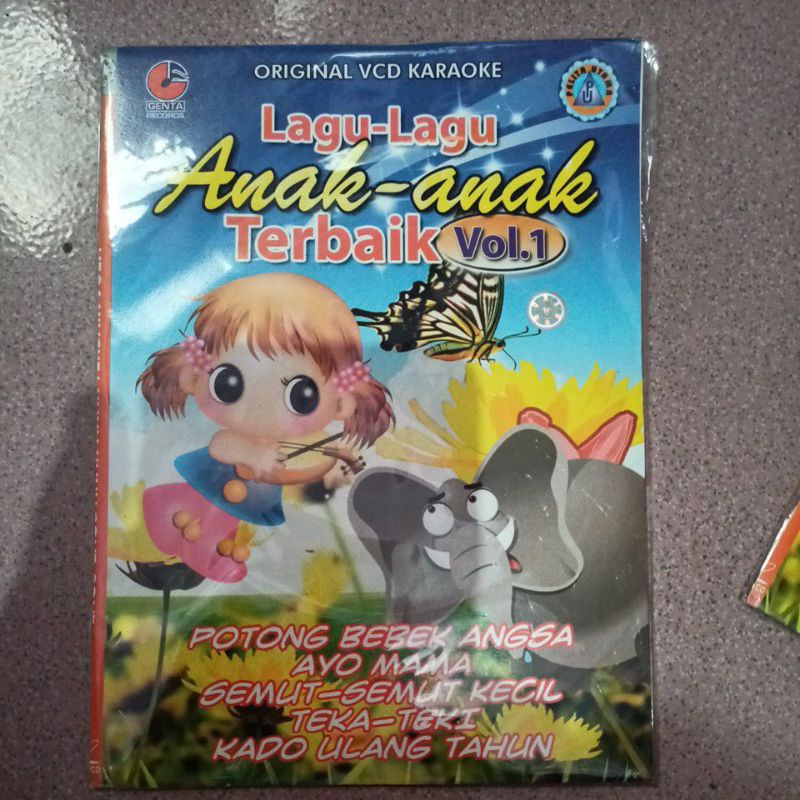 ORIGINAL VCD KARAOKE
GENTA
RECORDS
Lagu-Lagu
Anak-anak
Terbaik Vol.1
POTONG BEBEK ANGSA
AYO MAMA
SEMUT-SEMUT KECIL
TEKA-TEKI
KADO ULANG TAHUN